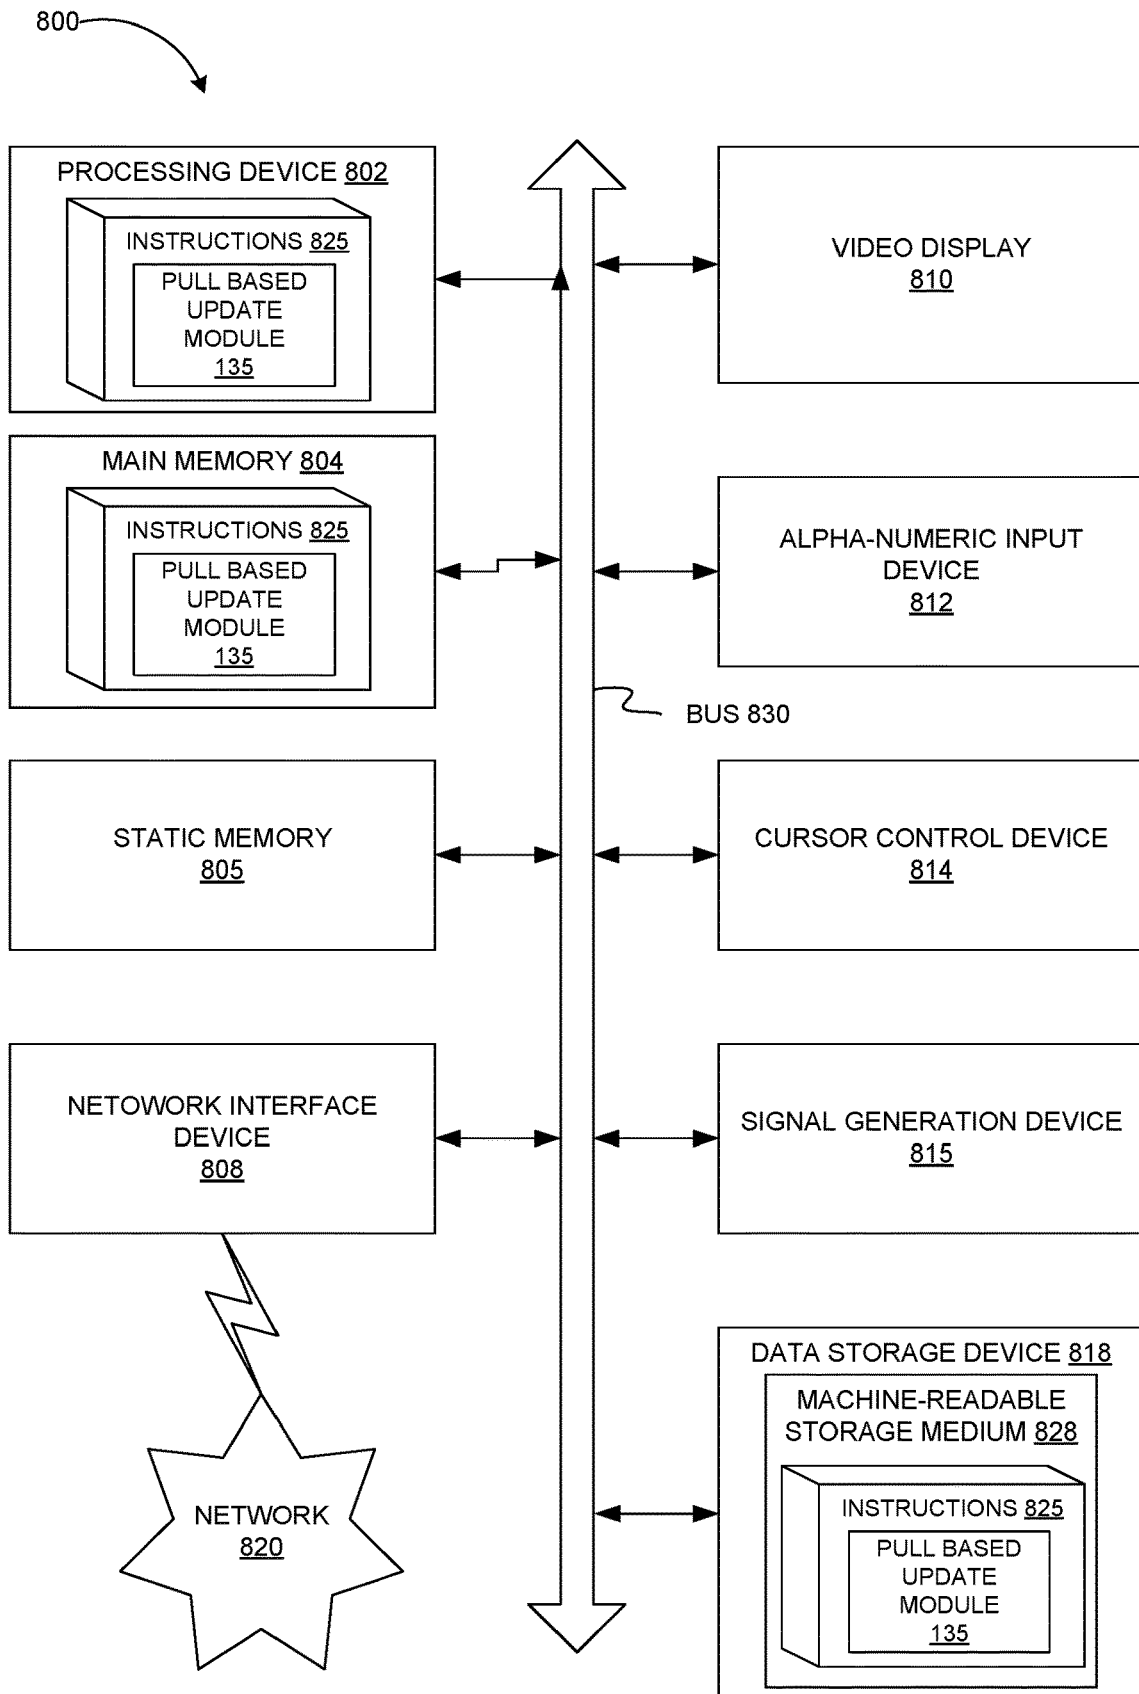 800
PROCESSING DEVICE 802
INSTRUCTIONS 825
PULL BASED
UPDATE
MODULE
135
MAIN MEMORY 804
INSTRUCTIONS 825
PULL BASED
UPDATE
MODULE
135
STATIC MEMORY
805
NETOWORK INTERFACE
DEVICE
808
NETWORK
820
BUS 830
VIDEO DISPLAY
810
ALPHA-NUMERIC INPUT
DEVICE
812
CURSOR CONTROL DEVICE
814
SIGNAL GENERATION DEVICE
815
DATA STORAGE DEVICE 818
MACHINE-READABLE
STORAGE MEDIUM 828
INSTRUCTIONS 825
PULL BASED
UPDATE
MODULE
135